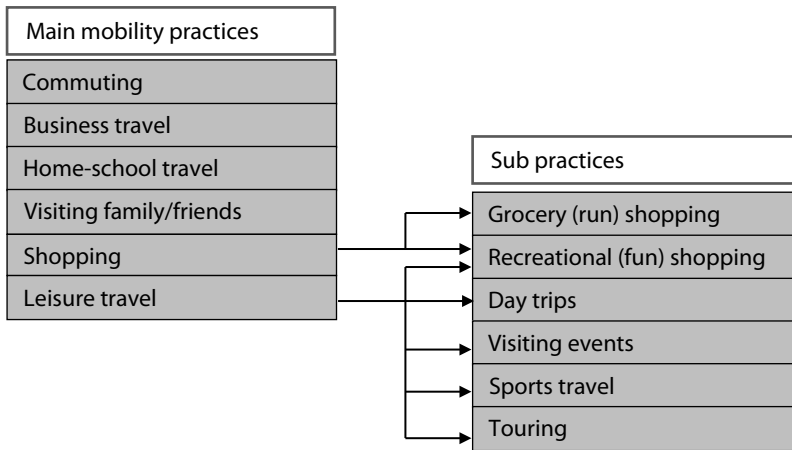 Main mobility practices
Commuting
Business travel
Home-school travel
Visiting family/friends
Shopping
Leisure travel
Sub practices
Grocery (run) shopping
Recreational (fun) shopping
Day trips
Visiting events
Sports travel
Touring